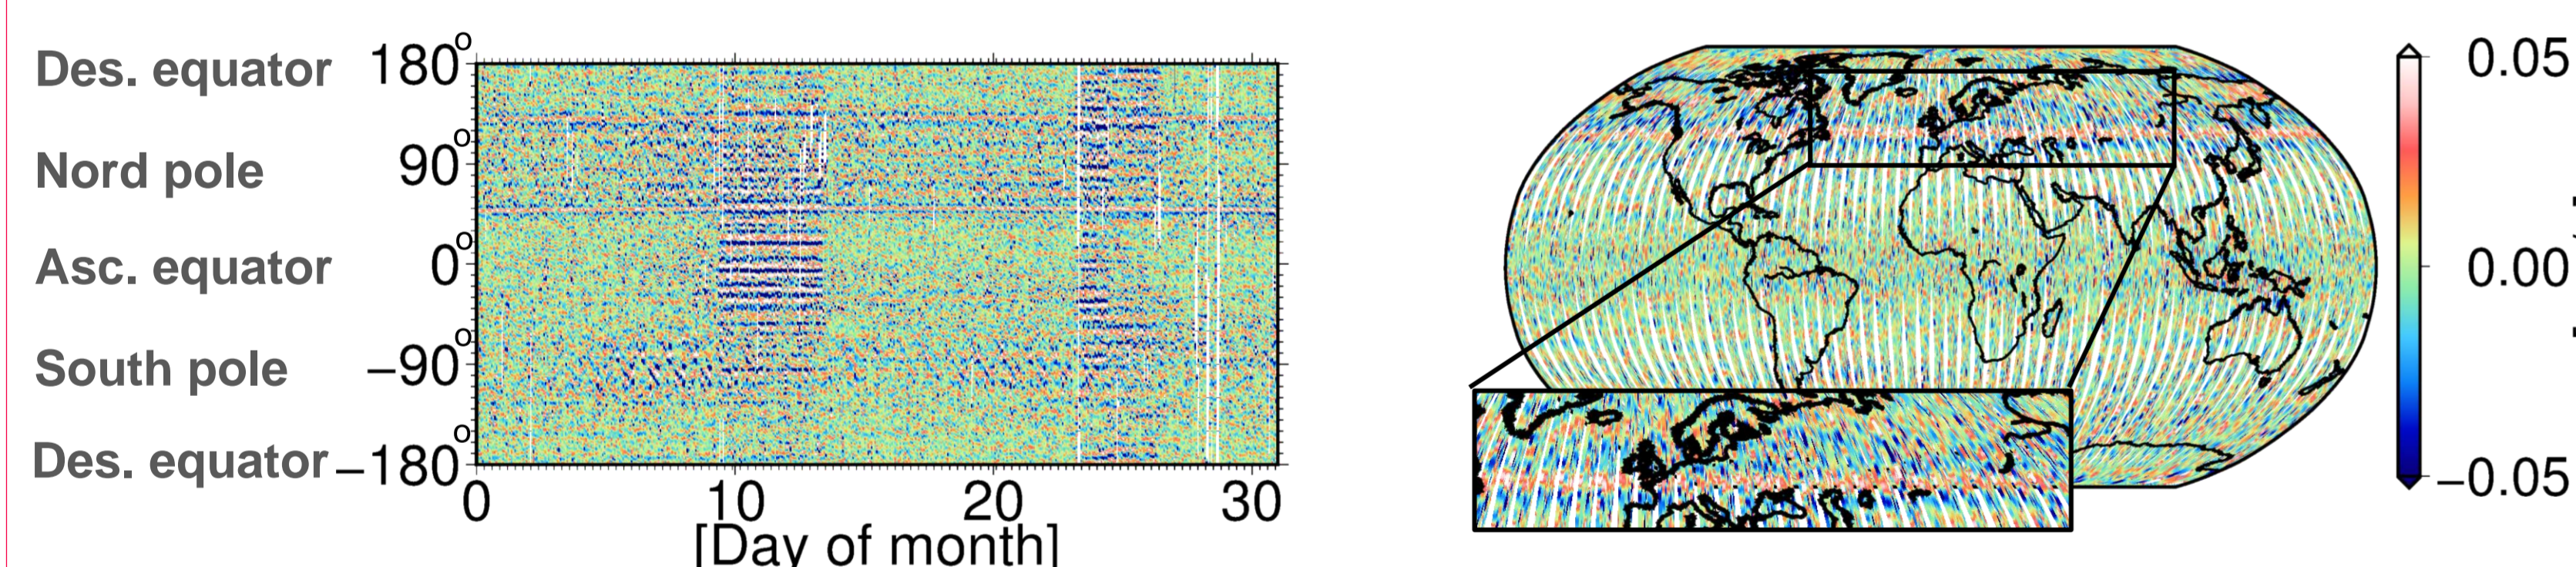 Des. equator 180° 0.05
Nord pole 90°
Asc. equator 0° 0.00
South pole –90°
Des. equator –180° –0.05
0 10 20 30
[Day of month]